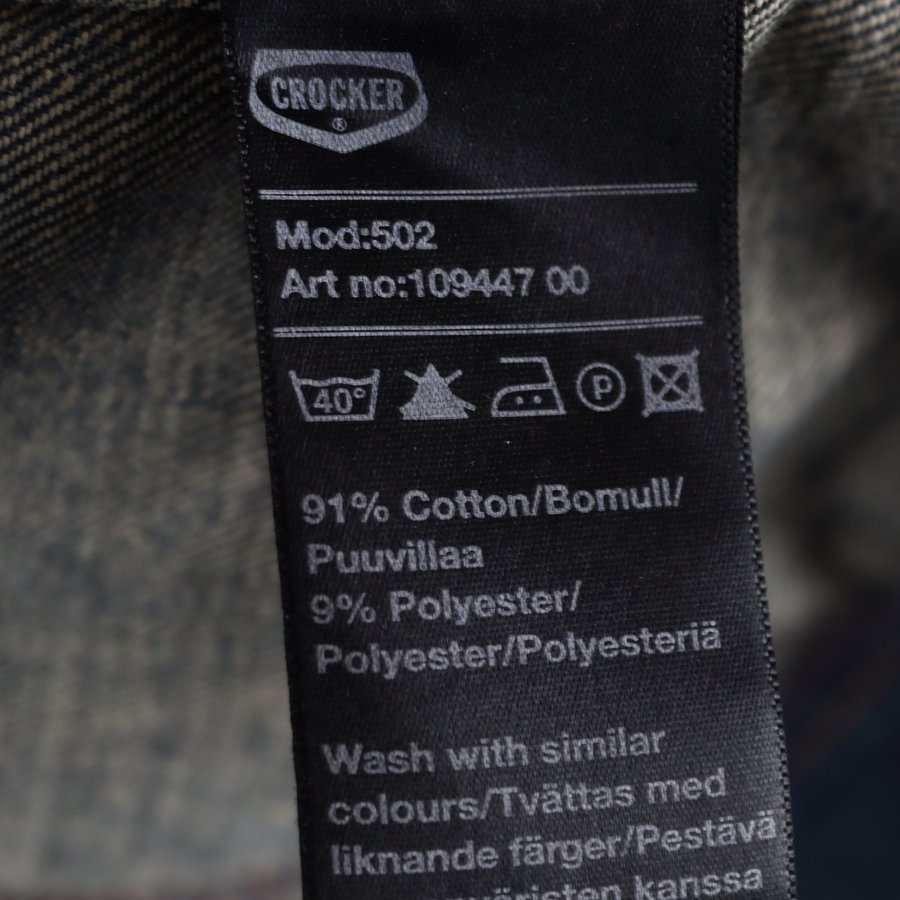 CROCKER
®
Mod:502
Art no:109447 00
40° P
91% Cotton/Bomull/
Puuvillaa
9% Polyester/
Polyester/Polyesteriä
Wash with similar
colours/Tvättas med
liknande färger/Pestävä
kanssa